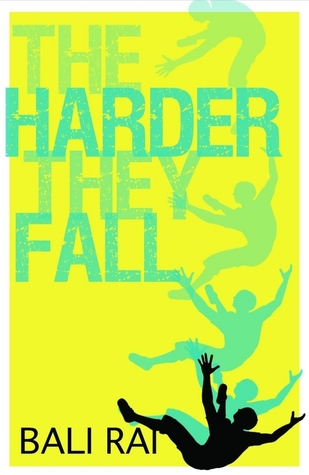 THE
HARDER
THEY
FALL
BALI RAI